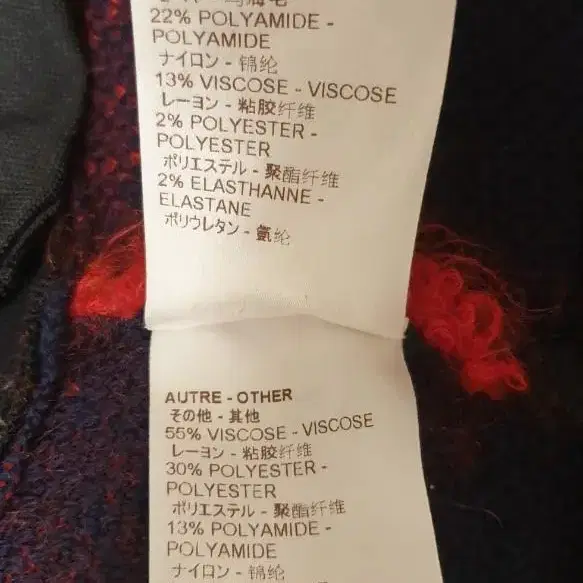 22% POLYAMIDE -
POLYAMIDE
ナイロン - 锦纶
13% VISCOSE - VISCOSE
レーヨン - 粘胶纤维
2% POLYESTER -
POLYESTER
ポリエステル - 聚酯纤维
2% ELASTHANNE -
ELASTANE
ポリウレタン - 氨纶
AUTRE - OTHER
その他 - 其他
55% VISCOSE - VISCOSE
レーヨン - 粘胶纤维
30% POLYESTER -
POLYESTER
ポリエステル - 聚酯纤维
13% POLYAMIDE -
POLYAMIDE
ナイロン - 锦纶